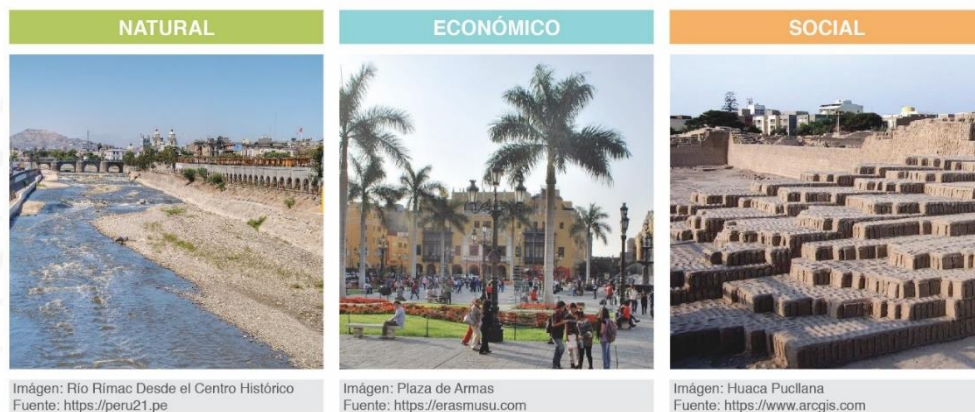 NATURAL
ECONÓMICO
SOCIAL
Imágen: Río Rímac Desde el Centro Histórico
Fuente: https://peru21.pe
Imágen: Plaza de Armas
Fuente: https://erasmusu.com
Imágen: Huaca Pucllana
Fuente: https://www.arcgis.com